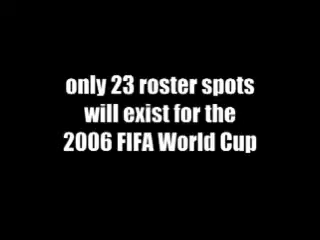 only 23 roster spots
will exist for the
2006 FIFA World Cup